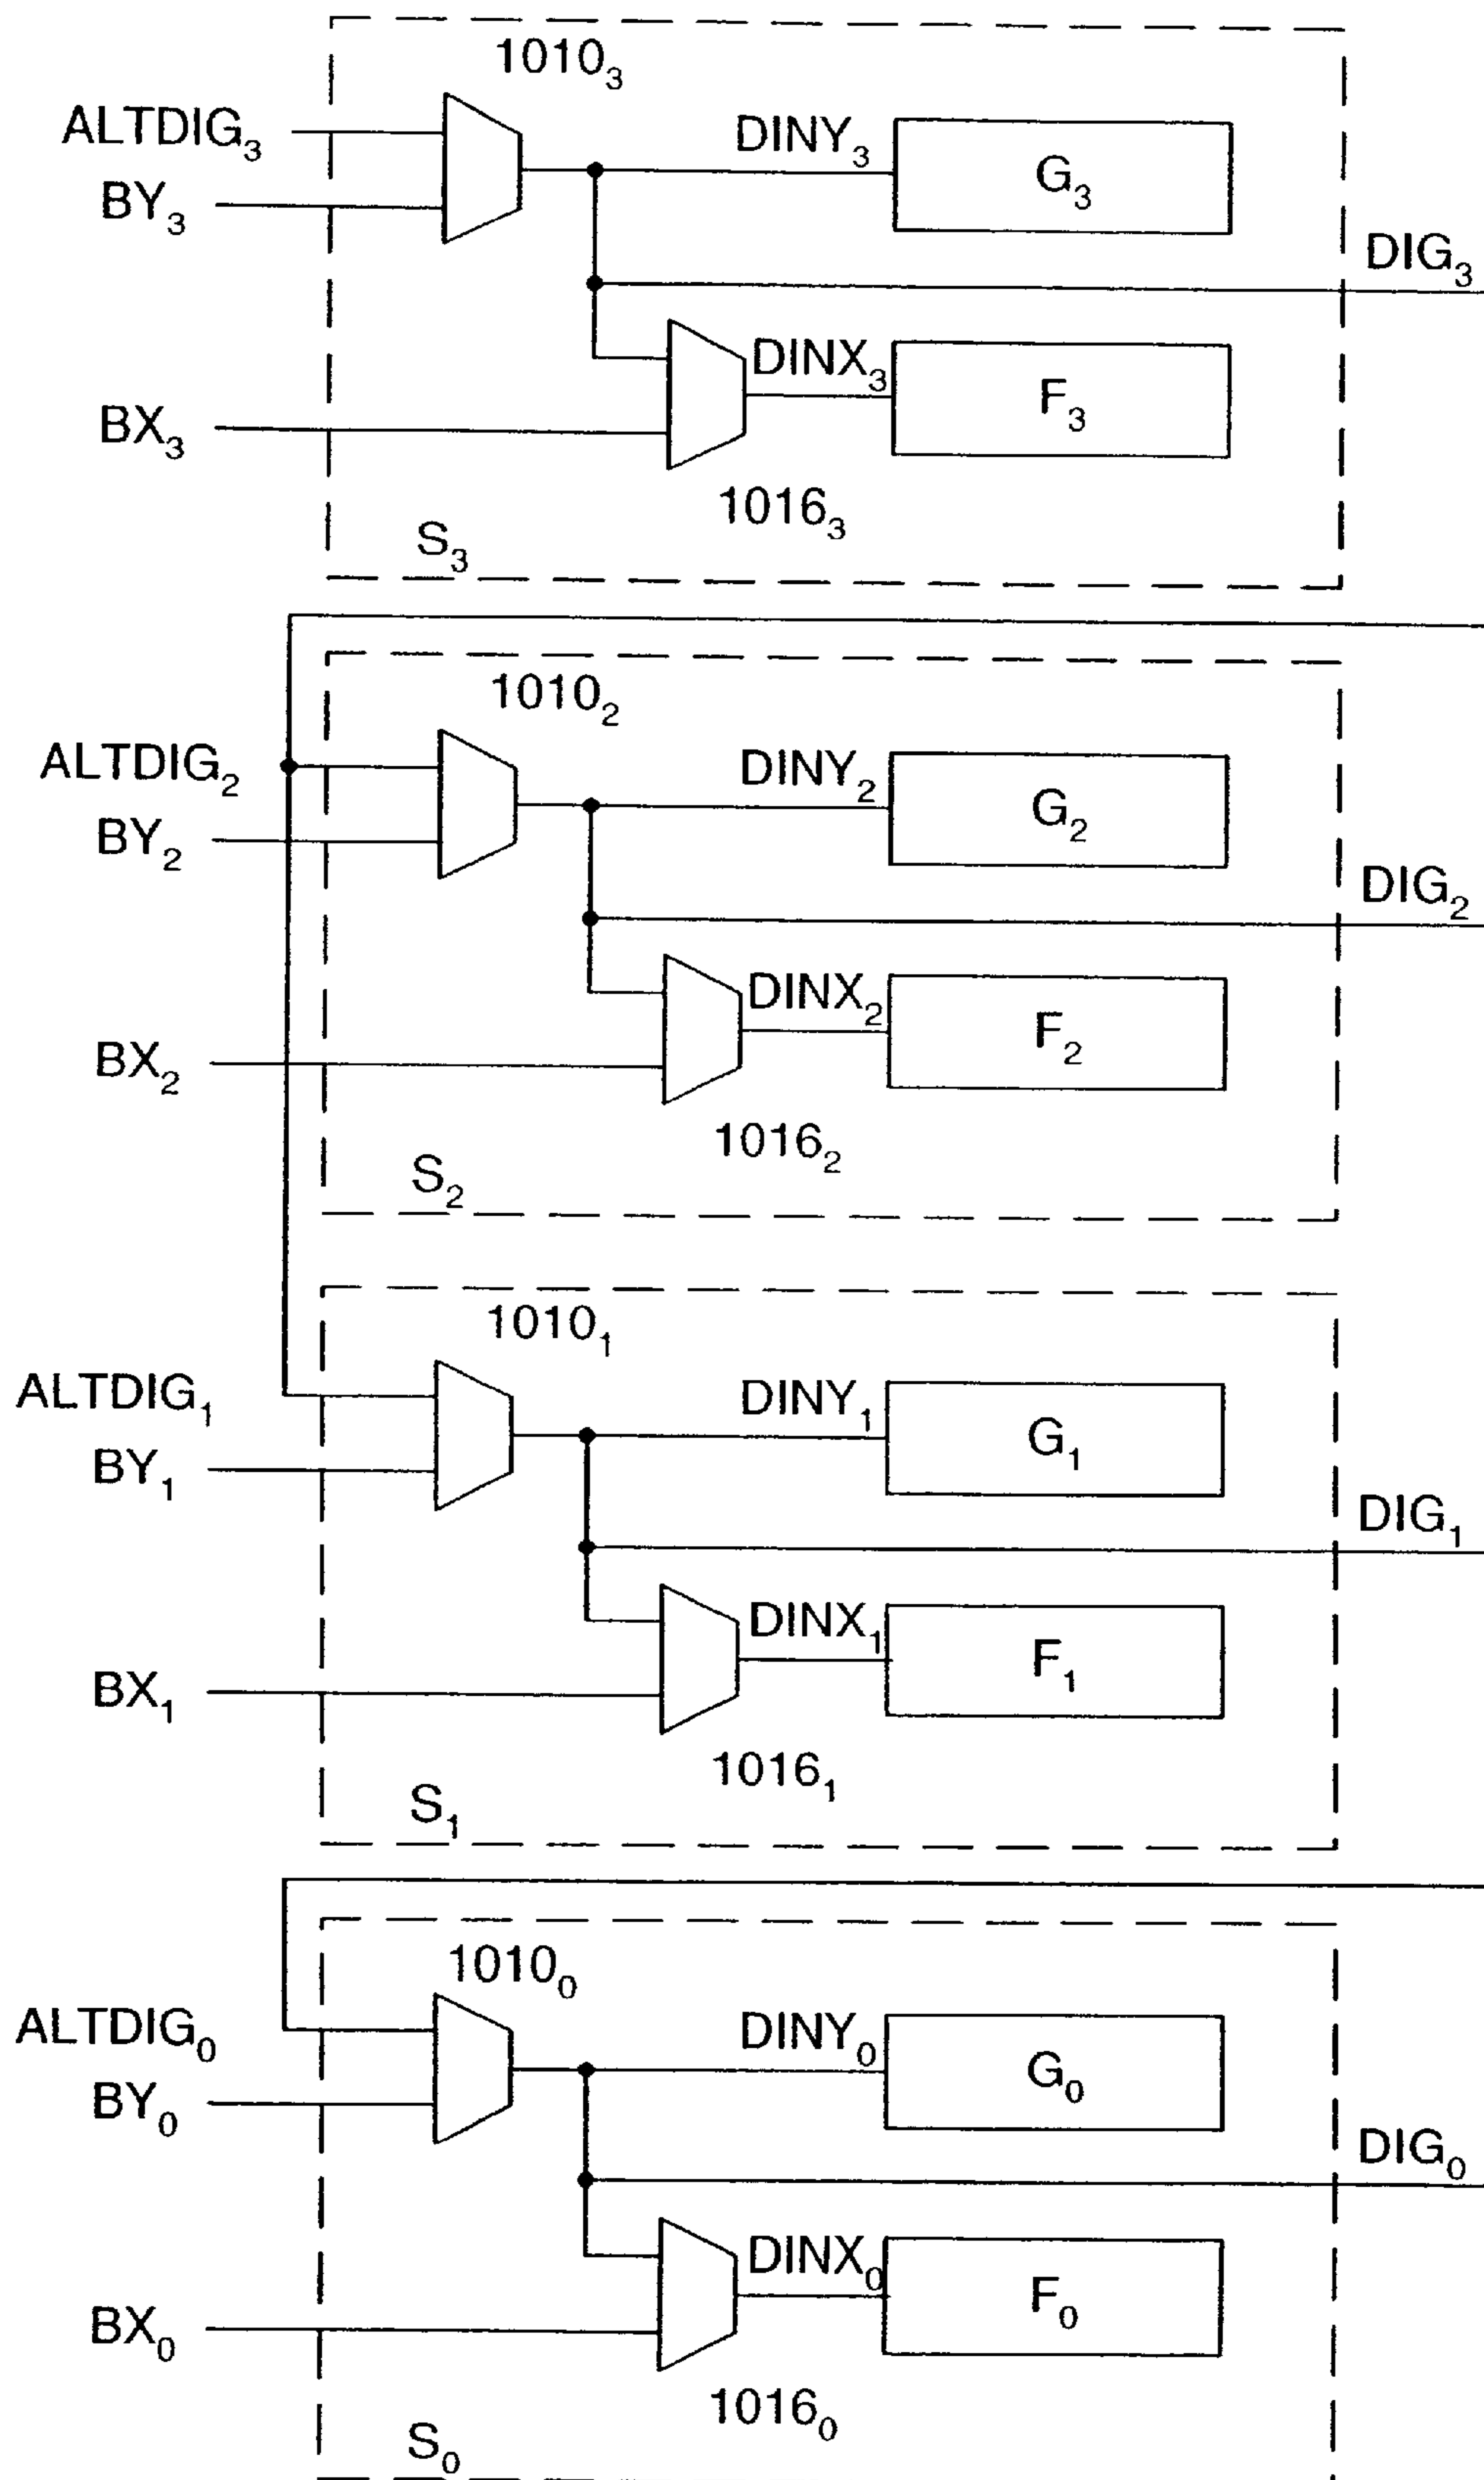 1010₃
ALTDIG₃
DINY₃
G₃
BY₃
DIG₃
DINX₃
F₃
BX₃
1016₃
S₃
1010₂
ALTDIG₂
DINY₂
G₂
BY₂
DIG₂
DINX₂
F₂
BX₂
1016₂
S₂
1010₁
ALTDIG₁
DINY₁
G₁
BY₁
DIG₁
DINX₁
F₁
BX₁
1016₁
S₁
1010₀
ALTDIG₀
DINY₀
G₀
BY₀
DIG₀
DINX₀
F₀
BX₀
1016₀
S₀